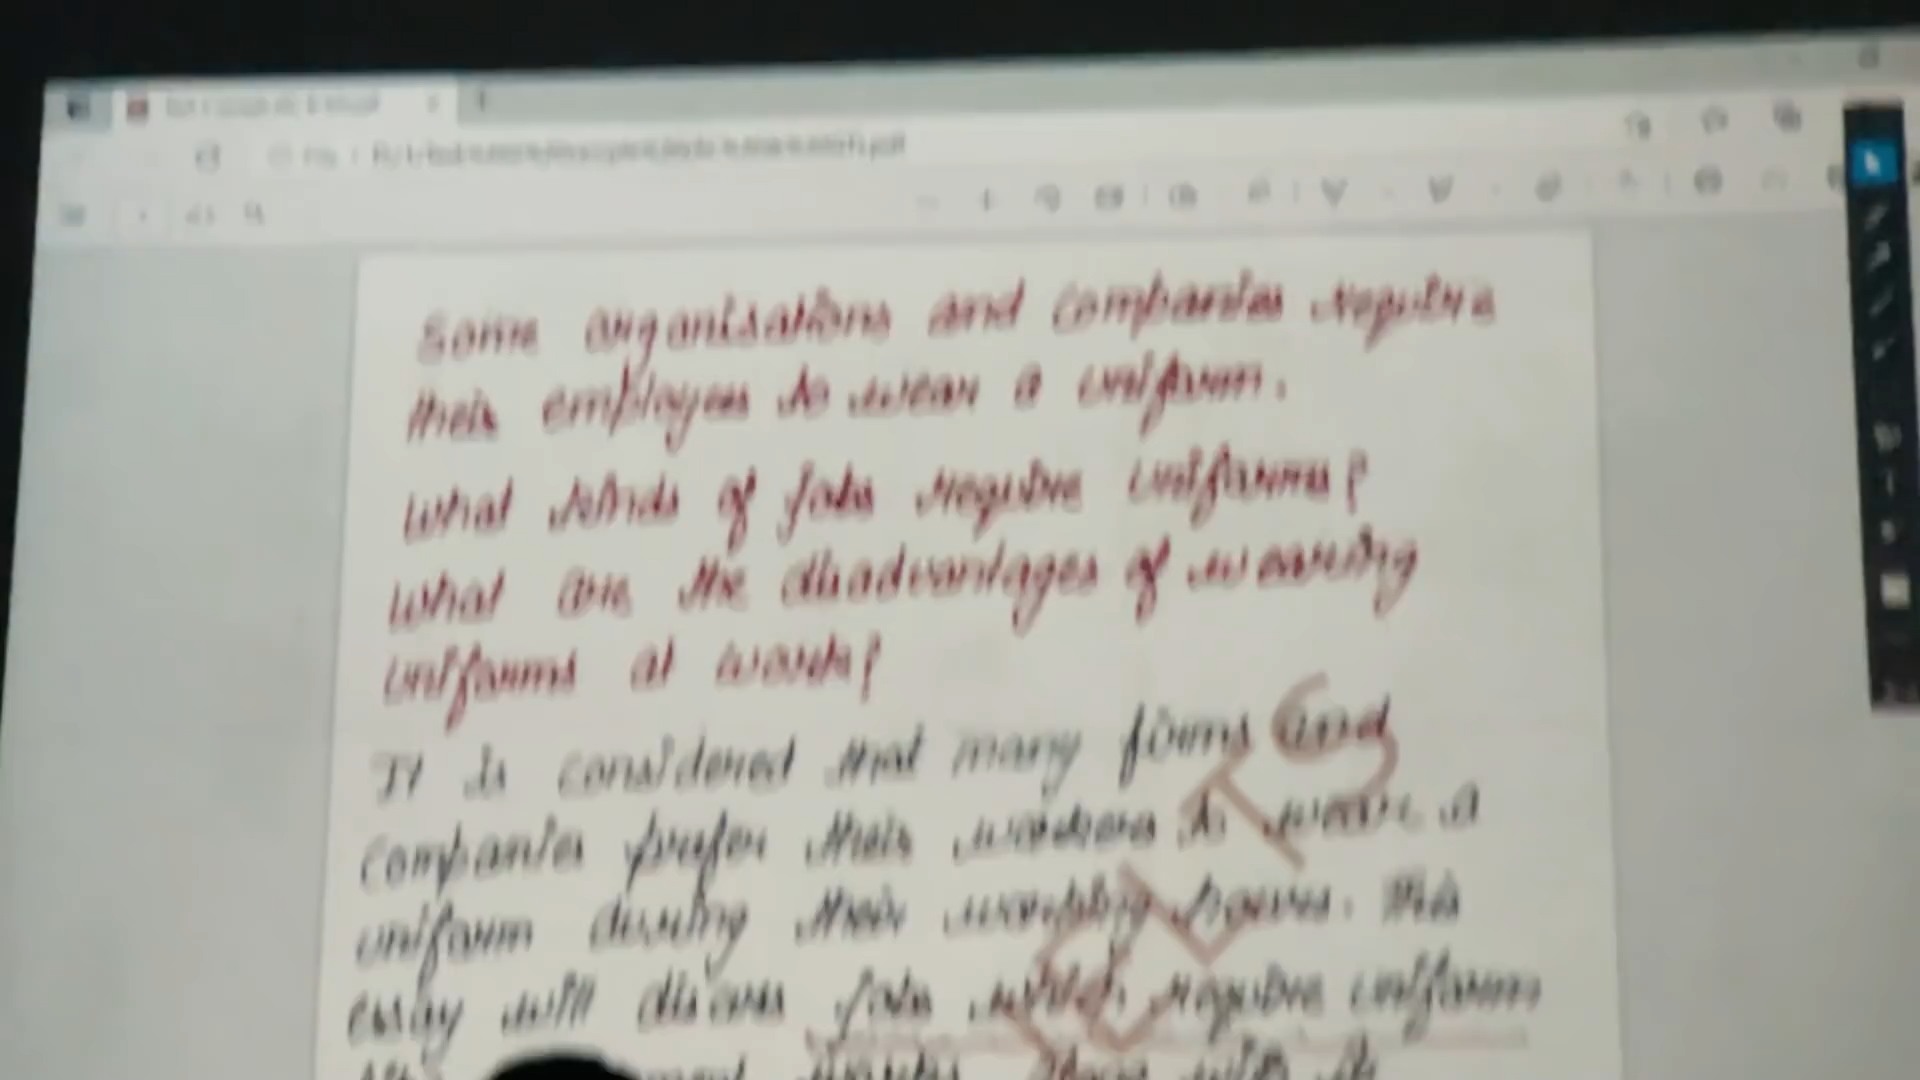 Some organisations and companies require
their employees to wear a uniform.
What kinds of jobs require uniforms?
What are the disadvantages of wearing
uniforms at work?
It is considered that many firms and
companies prefer their workers to wear a
uniform during their working hours. This
essay will discuss jobs which require uniform